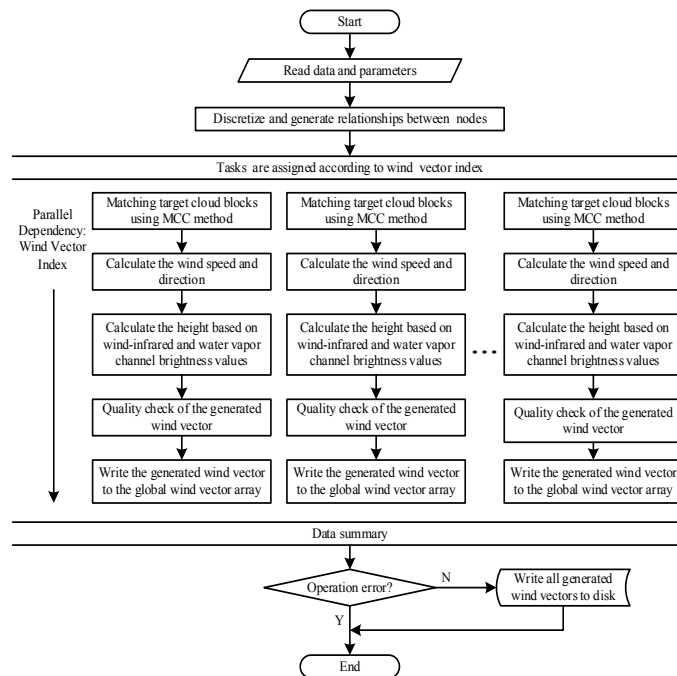 Start
Read data and parameters
Discretize and generate relationships between nodes
Tasks are assigned according to wind vector index
Parallel
Dependency:
Wind Vector
Index
Matching target cloud blocks
using MCC method
Calculate the wind speed and
direction
Calculate the height based on
wind-infrared and water vapor
channel brightness values
Quality check of the generated
wind vector
Write the generated wind vector
to the global wind vector array
Matching target cloud blocks
using MCC method
Calculate the wind speed and
direction
Calculate the height based on
wind-infrared and water vapor
channel brightness values
Quality check of the generated
wind vector
Write the generated wind vector
to the global wind vector array
...
Matching target cloud blocks
using MCC method
Calculate the wind speed and
direction
Calculate the height based on
wind-infrared and water vapor
channel brightness values
Quality check of the generated
wind vector
Write the generated wind vector
to the global wind vector array
Data summary
Operation error?
N
Write all generated
wind vectors to disk
Y
End